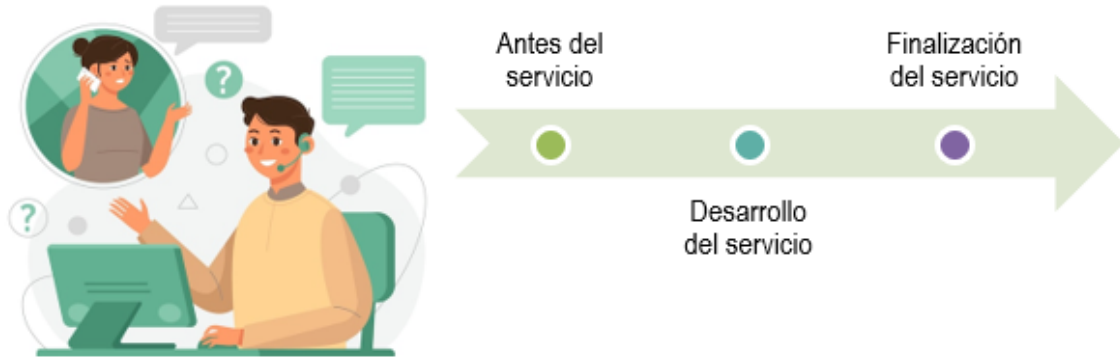 Antes del
servicio
Desarrollo
del servicio
Finalización
del servicio
?
?